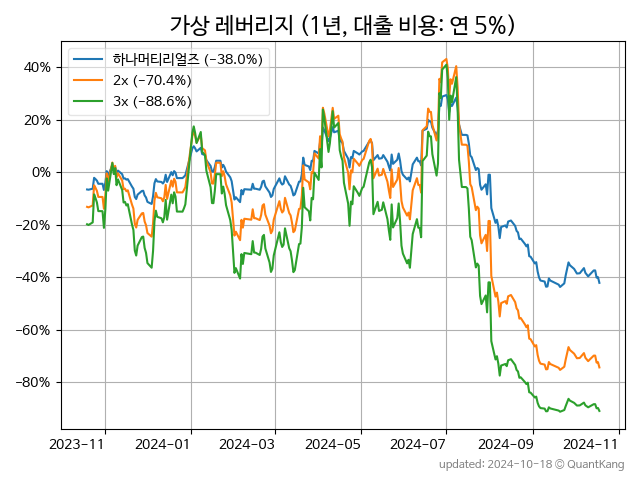 가상 레버리지 (1년, 대출 비용: 연 5%)
하나머티리얼즈 (−38.0%)
2x (−70.4%)
3x (−88.6%)
40%
20%
0%
−20%
−40%
−60%
−80%
2023-11 2024-01 2024-03 2024-05 2024-07 2024-09 2024-11
updated: 2024-10-18 ⓒ QuantKang